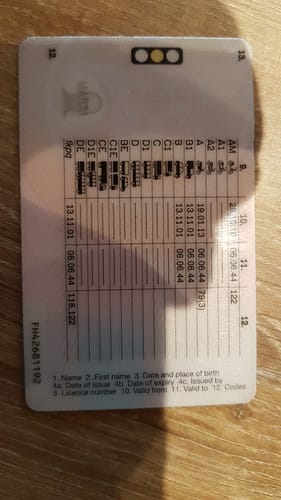 13.
12.
9. 10. 11. 12.
AM 06.06.44 122
A1
A2
A 19.01.13 06.06.44 79(3)
B1 13.11.01 06.06.44
B 13.11.01 06.06.44
C1
C
D1
D
BE
C1E
CE
D1E
DE
fkpq 13.11.01 06.06.44 118,122
FH42681192
1. Name 2. First name 3. Date and place of birth
4a. Date of issue 4b. Date of expiry 4c. Issued by
5. Licence number 10. Valid from 11. Valid to 12. Codes